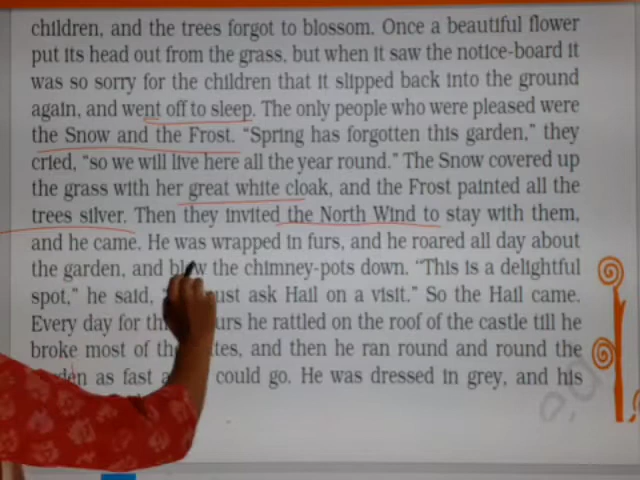 children, and the trees forgot to blossom. Once a beautiful flower
put its head out from the grass, but when it saw the notice-board it
was so sorry for the children that it slipped back into the ground
again, and went off to sleep. The only people who were pleased were
the Snow and the Frost. “Spring has forgotten this garden,” they
cried, “so we will live here all the year round.” The Snow covered up
the grass with her great white cloak, and the Frost painted all the
trees silver. Then they invited the North Wind to stay with them,
and he came. He was wrapped in furs, and he roared all day about
the garden, and blew the chimney-pots down. “This is a delightful
spot,” he said, ust ask Hail on a visit.” So the Hail came.
Every day for urs he rattled on the roof of the castle till he
broke most of the tes, and then he ran round and round the
as fast could go. He was dressed in grey, and his